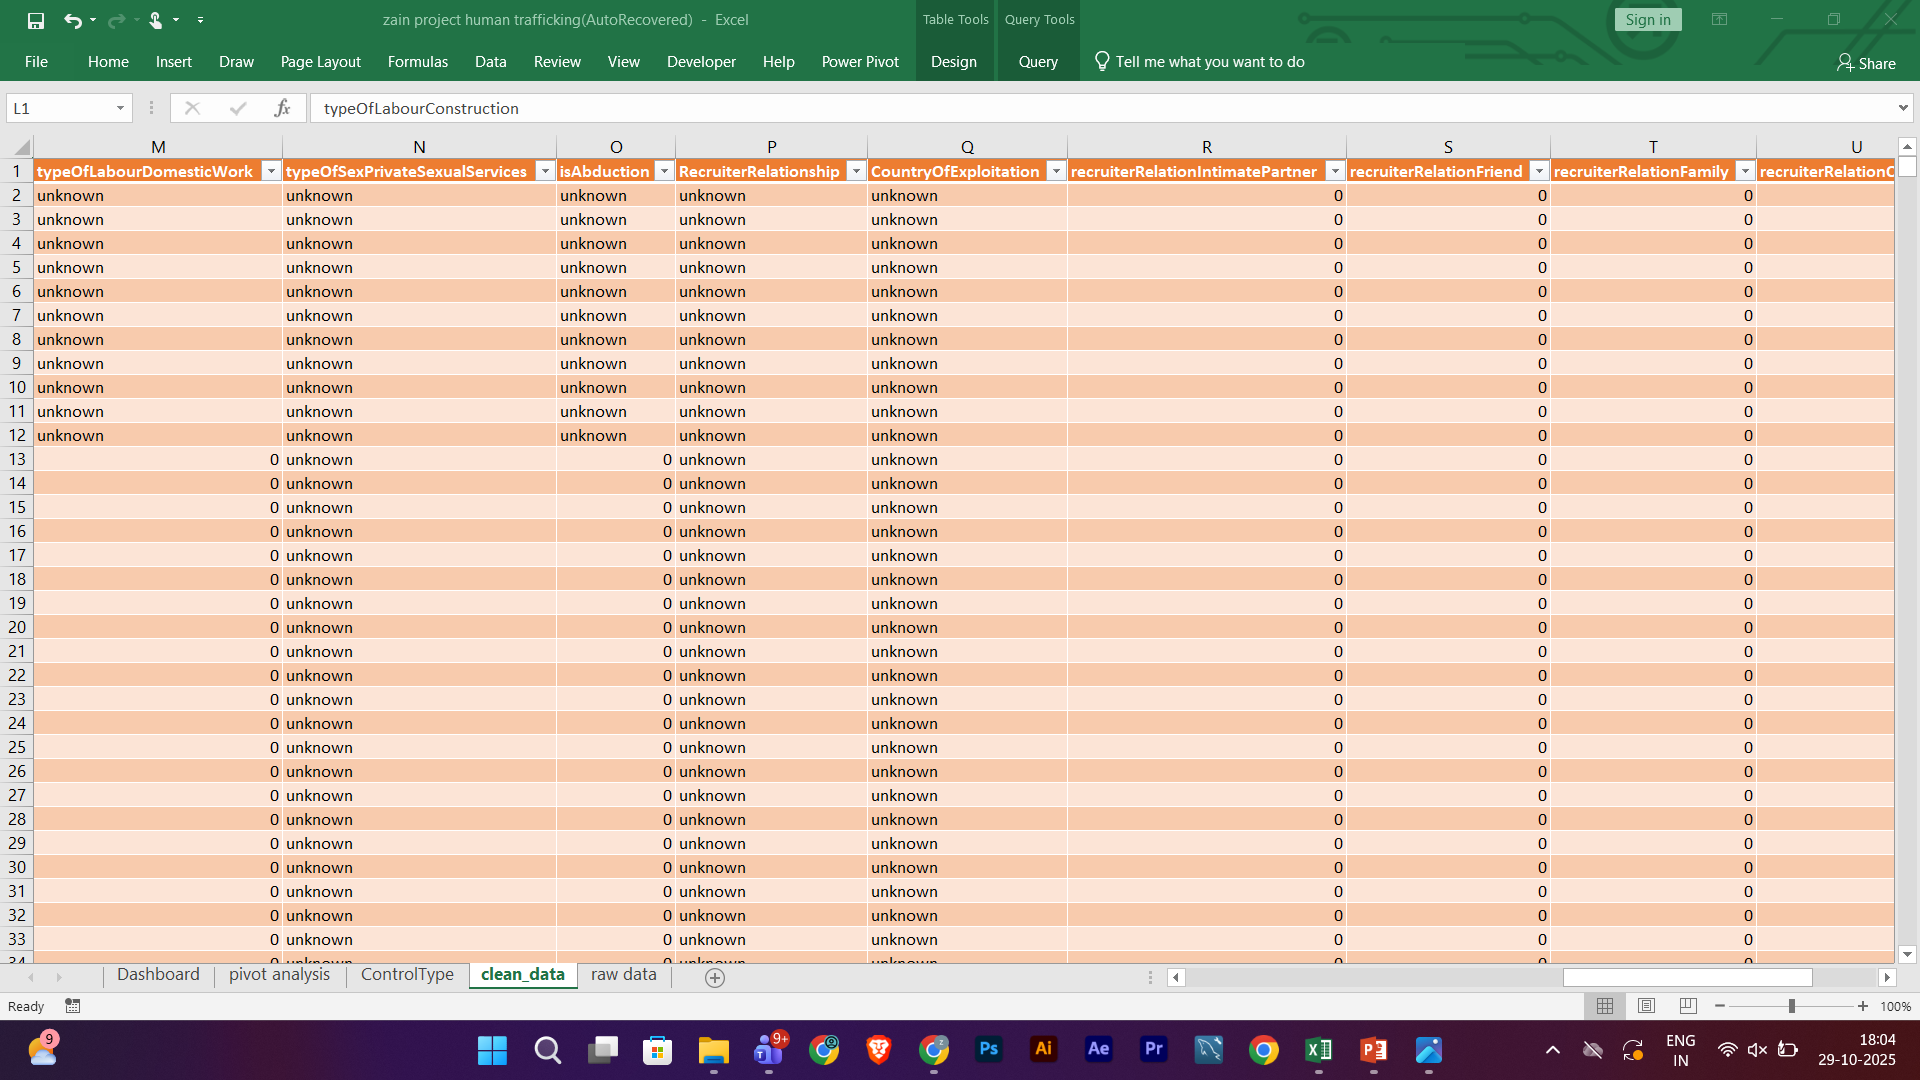 zain project human trafficking(AutoRecovered) - Excel
Table Tools Query Tools
Sign in
File Home Insert Draw Page Layout Formulas Data Review View Developer Help Power Pivot Design Query Tell me what you want to do Share
L1 fx typeOfLabourConstruction
M N O P Q R S T U
1 typeOfLabourDomesticWork typeOfSexPrivateSexualServices isAbduction RecruiterRelationship CountryOfExploitation recruiterRelationIntimatePartner recruiterRelationFriend recruiterRelationFamily recruiterRelationC
2 unknown unknown unknown unknown unknown 0 0 0
3 unknown unknown unknown unknown unknown 0 0 0
4 unknown unknown unknown unknown unknown 0 0 0
5 unknown unknown unknown unknown unknown 0 0 0
6 unknown unknown unknown unknown unknown 0 0 0
7 unknown unknown unknown unknown unknown 0 0 0
8 unknown unknown unknown unknown unknown 0 0 0
9 unknown unknown unknown unknown unknown 0 0 0
10 unknown unknown unknown unknown unknown 0 0 0
11 unknown unknown unknown unknown unknown 0 0 0
12 unknown unknown unknown unknown unknown 0 0 0
13 0 unknown 0 unknown unknown 0 0 0
14 0 unknown 0 unknown unknown 0 0 0
15 0 unknown 0 unknown unknown 0 0 0
16 0 unknown 0 unknown unknown 0 0 0
17 0 unknown 0 unknown unknown 0 0 0
18 0 unknown 0 unknown unknown 0 0 0
19 0 unknown 0 unknown unknown 0 0 0
20 0 unknown 0 unknown unknown 0 0 0
21 0 unknown 0 unknown unknown 0 0 0
22 0 unknown 0 unknown unknown 0 0 0
23 0 unknown 0 unknown unknown 0 0 0
24 0 unknown 0 unknown unknown 0 0 0
25 0 unknown 0 unknown unknown 0 0 0
26 0 unknown 0 unknown unknown 0 0 0
27 0 unknown 0 unknown unknown 0 0 0
28 0 unknown 0 unknown unknown 0 0 0
29 0 unknown 0 unknown unknown 0 0 0
30 0 unknown 0 unknown unknown 0 0 0
31 0 unknown 0 unknown unknown 0 0 0
32 0 unknown 0 unknown unknown 0 0 0
33 0 unknown 0 unknown unknown 0 0 0
34 0 unknown 0 unknown unknown 0 0 0
Dashboard pivot analysis ControlType clean_data raw data
Ready 100%
9 9+ Ps Ai Ae Pr ENG 18:04
IN 29-10-2025